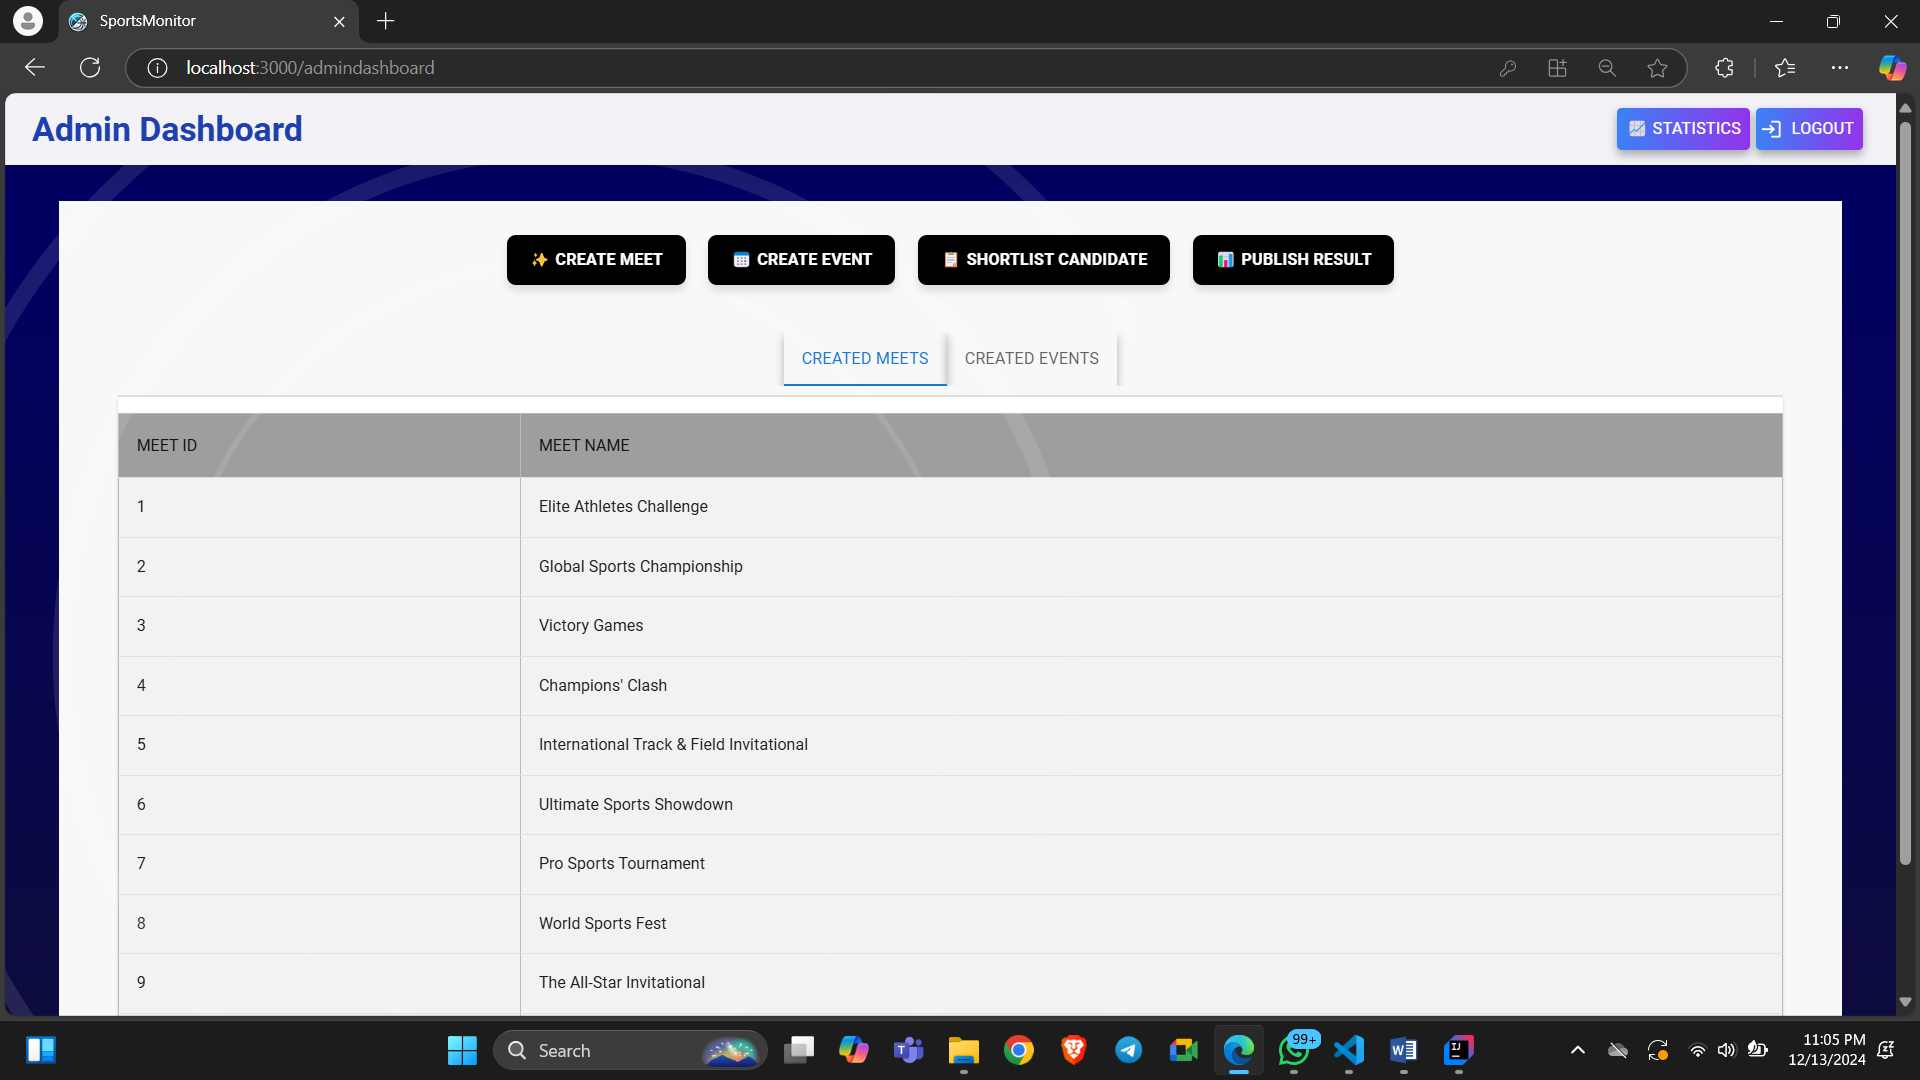 SportsMonitor
localhost:3000/admindashboard
Admin Dashboard
STATISTICS
LOGOUT
CREATE MEET
CREATE EVENT
SHORTLIST CANDIDATE
PUBLISH RESULT
CREATED MEETS
CREATED EVENTS
MEET ID MEET NAME
1 Elite Athletes Challenge
2 Global Sports Championship
3 Victory Games
4 Champions' Clash
5 International Track & Field Invitational
6 Ultimate Sports Showdown
7 Pro Sports Tournament
8 World Sports Fest
9 The All-Star Invitational
Search
99+
11:05 PM
12/13/2024